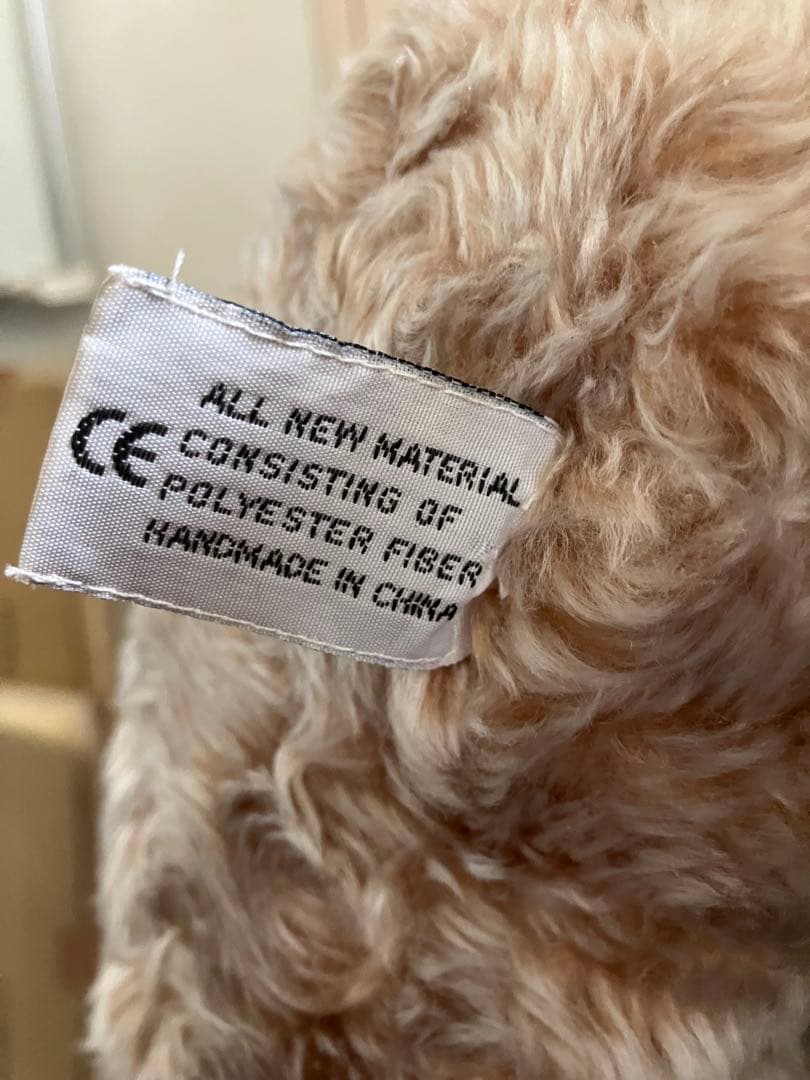 CE
ALL NEW MATERIAL
CONSISTING OF
POLYESTER FIBER
HANDMADE IN CHINA